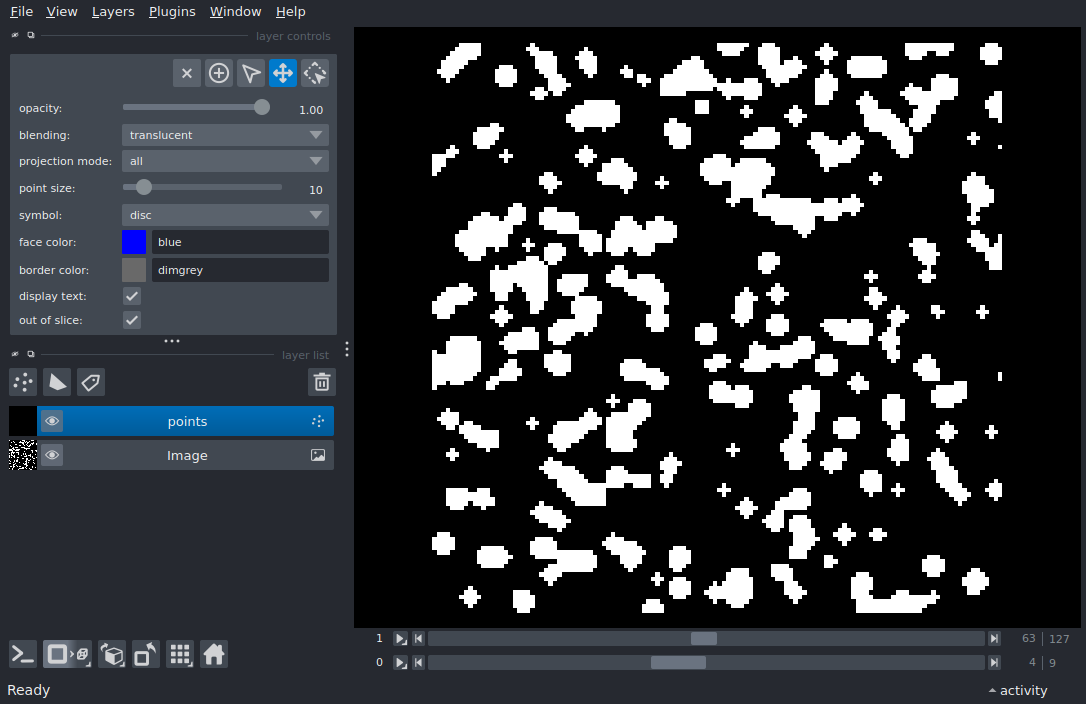 File View Layers Plugins Window Help
layer controls
opacity: 1.00
blending: translucent
projection mode: all
point size: 10
symbol: disc
face color: blue
border color: dimgrey
display text:
out of slice:
layer list
points
Image
1 63 127
0 4 9
Ready activity